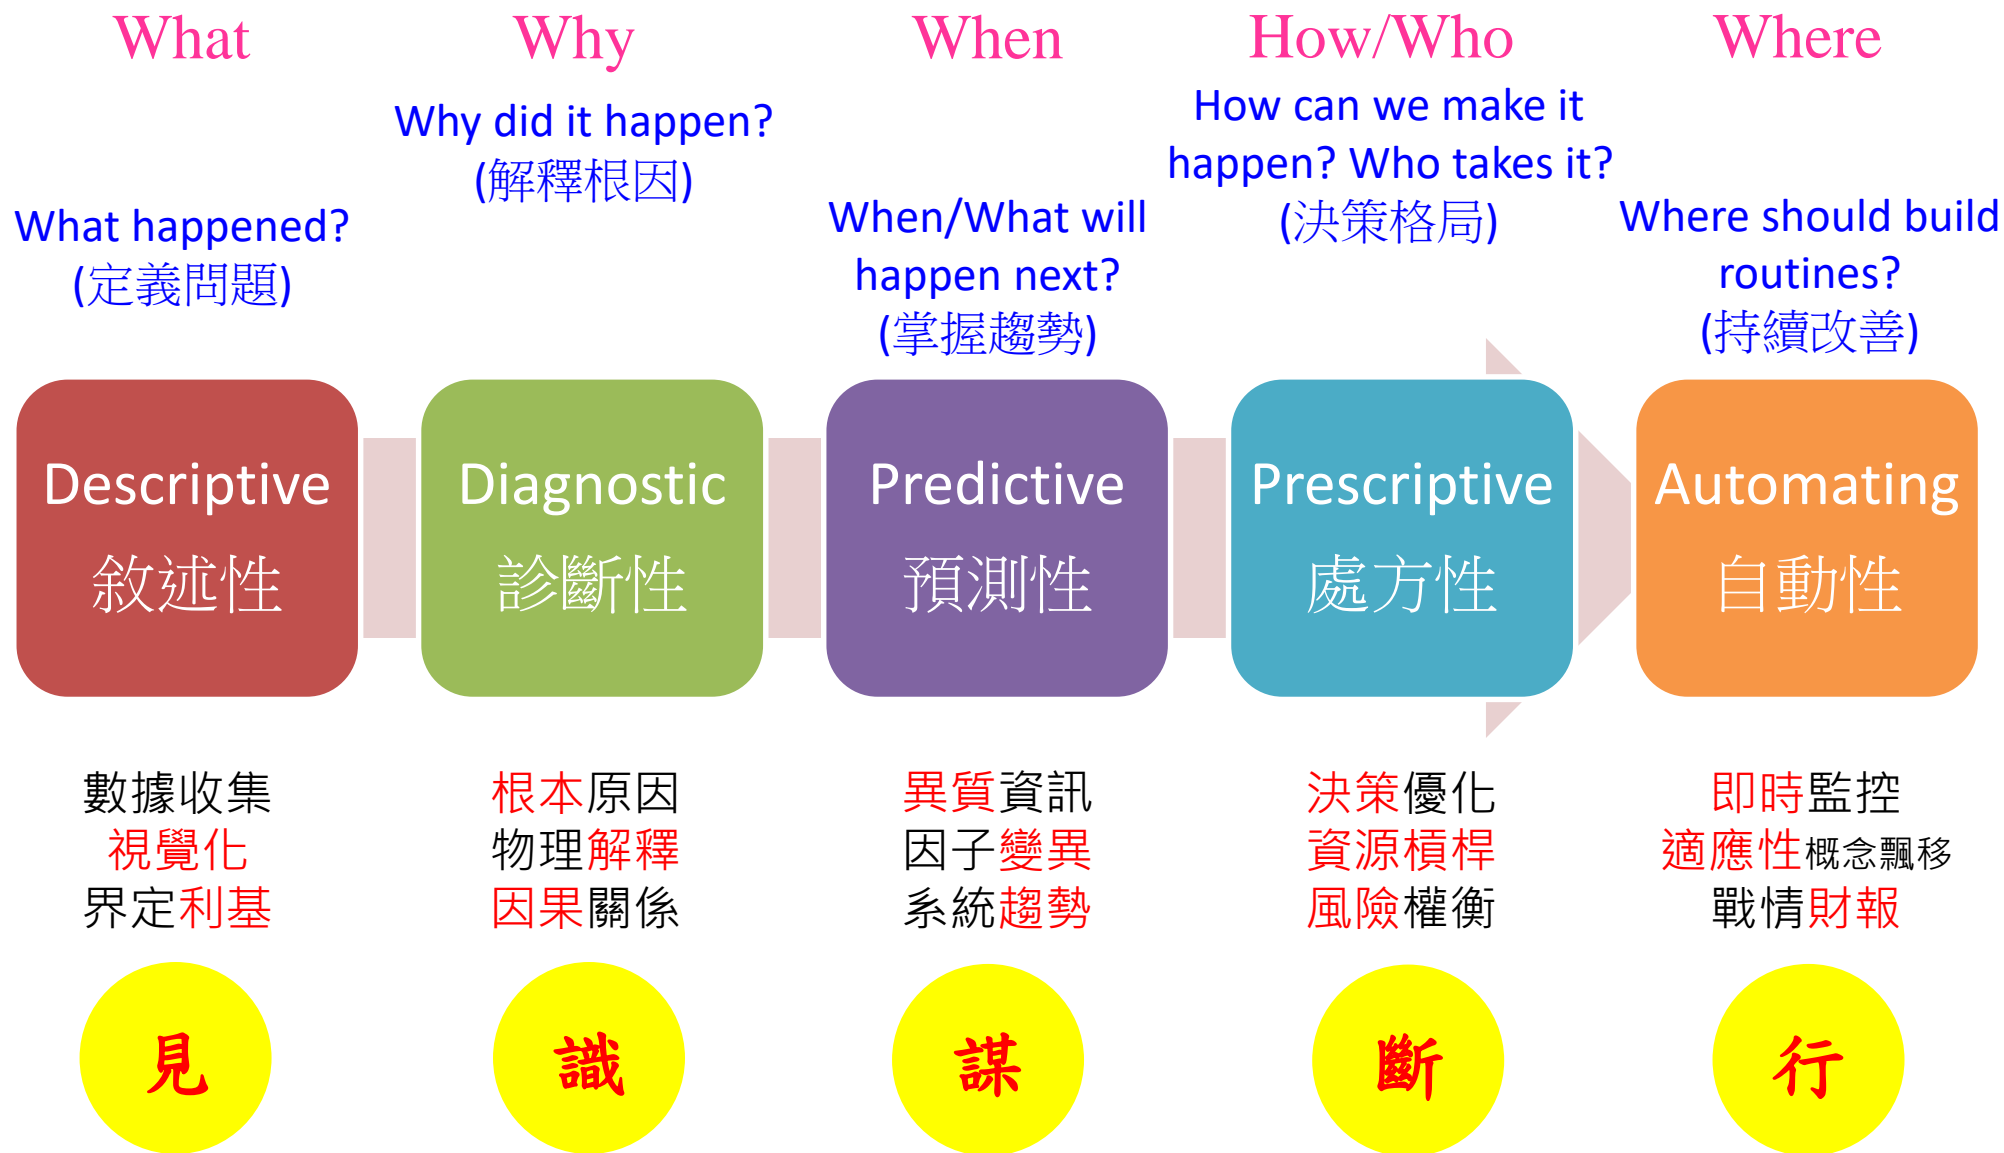 What
Why
When
How/Who
Where
What happened?
(定義問題)
Why did it happen?
(解釋根因)
When/What will
happen next?
(掌握趨勢)
How can we make it
happen? Who takes it?
(決策格局)
Where should build
routines?
(持續改善)
Descriptive
敘述性
Diagnostic
診斷性
Predictive
預測性
Prescriptive
處方性
Automating
自動性
數據收集
視覺化
界定利基
根本原因
物理解釋
因果關係
異質資訊
因子變異
系統趨勢
決策優化
資源槓桿
風險權衡
即時監控
適應性概念飄移
戰情財報
見
識
謀
斷
行